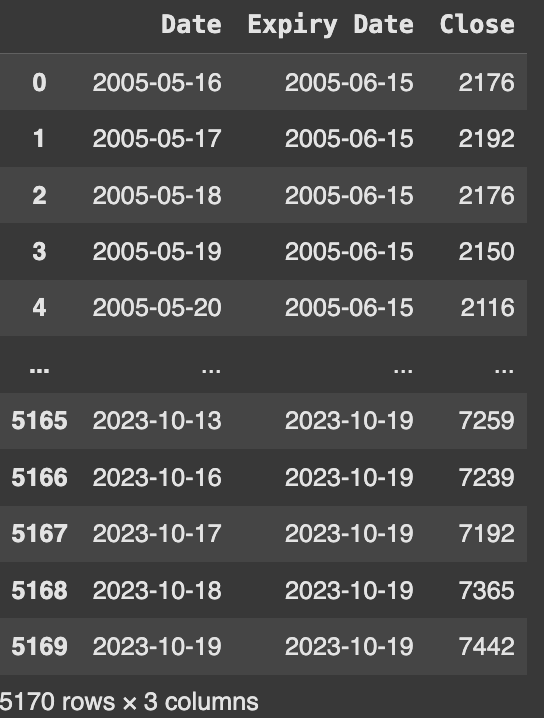 Date Expiry Date Close
0 2005-05-16 2005-06-15 2176
1 2005-05-17 2005-06-15 2192
2 2005-05-18 2005-06-15 2176
3 2005-05-19 2005-06-15 2150
4 2005-05-20 2005-06-15 2116
... ... ... ...
5165 2023-10-13 2023-10-19 7259
5166 2023-10-16 2023-10-19 7239
5167 2023-10-17 2023-10-19 7192
5168 2023-10-18 2023-10-19 7365
5169 2023-10-19 2023-10-19 7442
5170 rows × 3 columns